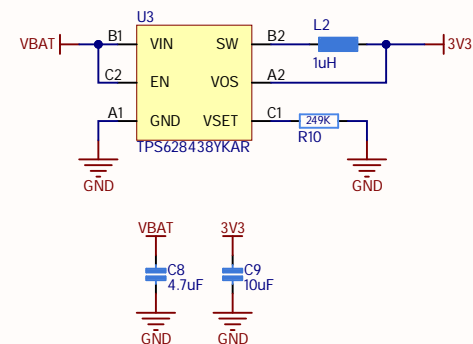 U3
L2
VBAT
B1
VIN
SW
B2
3V3
1uH
C2
EN
VOS
A2
A1
GND
VSET
C1
249K
R10
TPS628438YKAR
GND
GND
VBAT
3V3
C8
4.7uF
C9
10uF
GND
GND